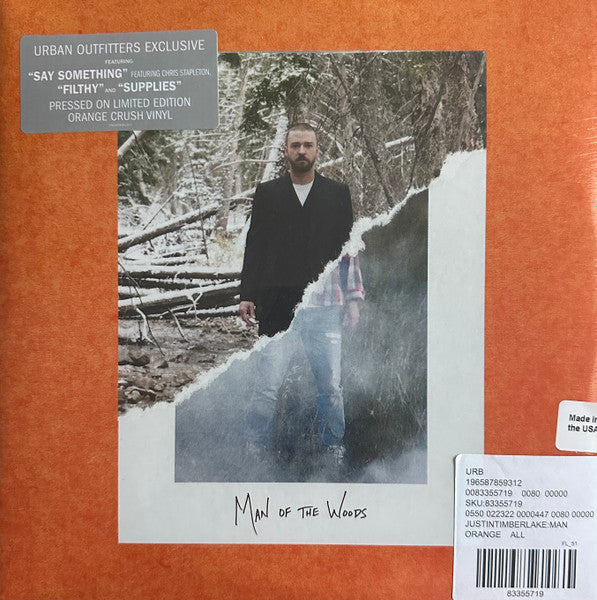 URBAN OUTFITTERS EXCLUSIVE
FEATURING
"SAY SOMETHING" FEATURING CHRIS STAPLETON,
"FILTHY" AND "SUPPLIES"
PRESSED ON LIMITED EDITION
ORANGE CRUSH VINYL
MAN OF THE WOODS
Made in
the USA
URB
196587859312
0083355719 0080 00000
SKU:83355719
0550 022322 0000447 0080 00000
JUSTINTIMBERLAKE:MAN
ORANGE ALL
FL_S1
83355719